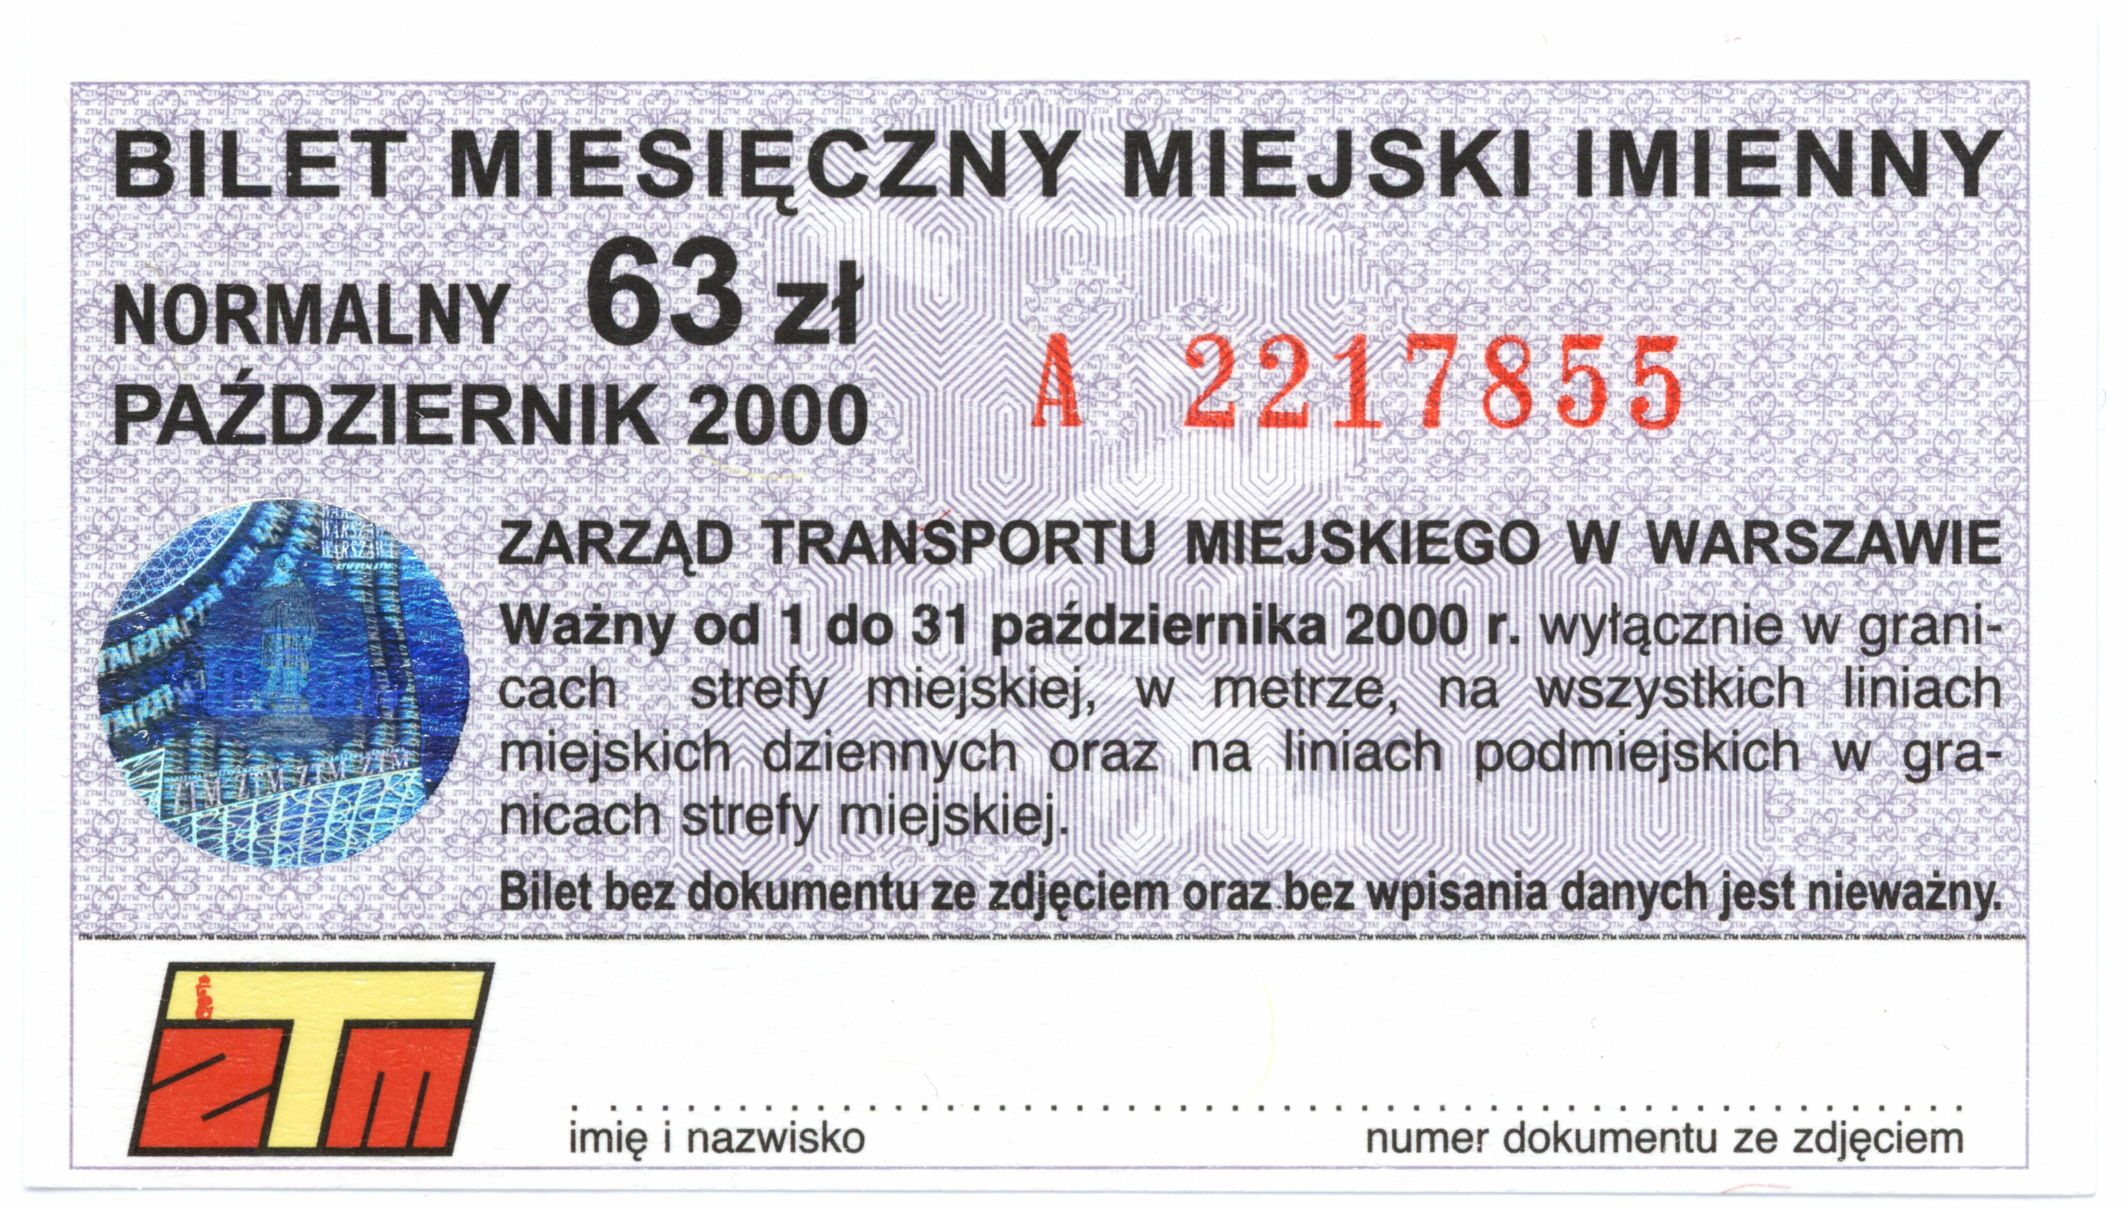 BILET MIESIĘCZNY MIEJSKI IMIENNY
NORMALNY 63 zł
PAŹDZIERNIK 2000
A 2217855
ZARZĄD TRANSPORTU MIEJSKIEGO W WARSZAWIE
Ważny od 1 do 31 października 2000 r. wyłącznie w grani-
cach strefy miejskiej, w metrze, na wszystkich liniach
miejskich dziennych oraz na liniach podmiejskich w gra-
nicach strefy miejskiej.
Bilet bez dokumentu ze zdjęciem oraz bez wpisania danych jest nieważny.
ZTM
imię i nazwisko
numer dokumentu ze zdjęciem